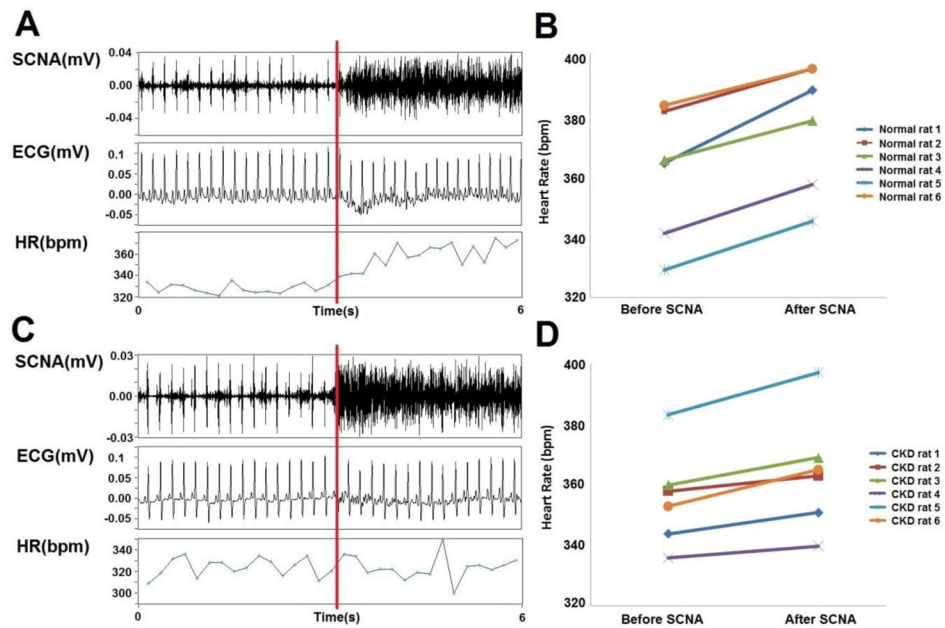 A
SCNA(mV)
0.04
0.00
-0.04
ECG(mV)
0.1
0.05
0.00
-0.05
HR(bpm)
360
340
320
0
Time(s)
6
B
Heart Rate (bpm)
400
380
360
340
320
Before SCNA
After SCNA
Normal rat 1
Normal rat 2
Normal rat 3
Normal rat 4
Normal rat 5
Normal rat 6
C
SCNA(mV)
0.03
0.00
-0.03
ECG(mV)
0.1
0.05
0.00
-0.05
HR(bpm)
340
320
300
0
Time(s)
6
D
Heart Rate (bpm)
400
380
360
340
320
Before SCNA
After SCNA
CKD rat 1
CKD rat 2
CKD rat 3
CKD rat 4
CKD rat 5
CKD rat 6